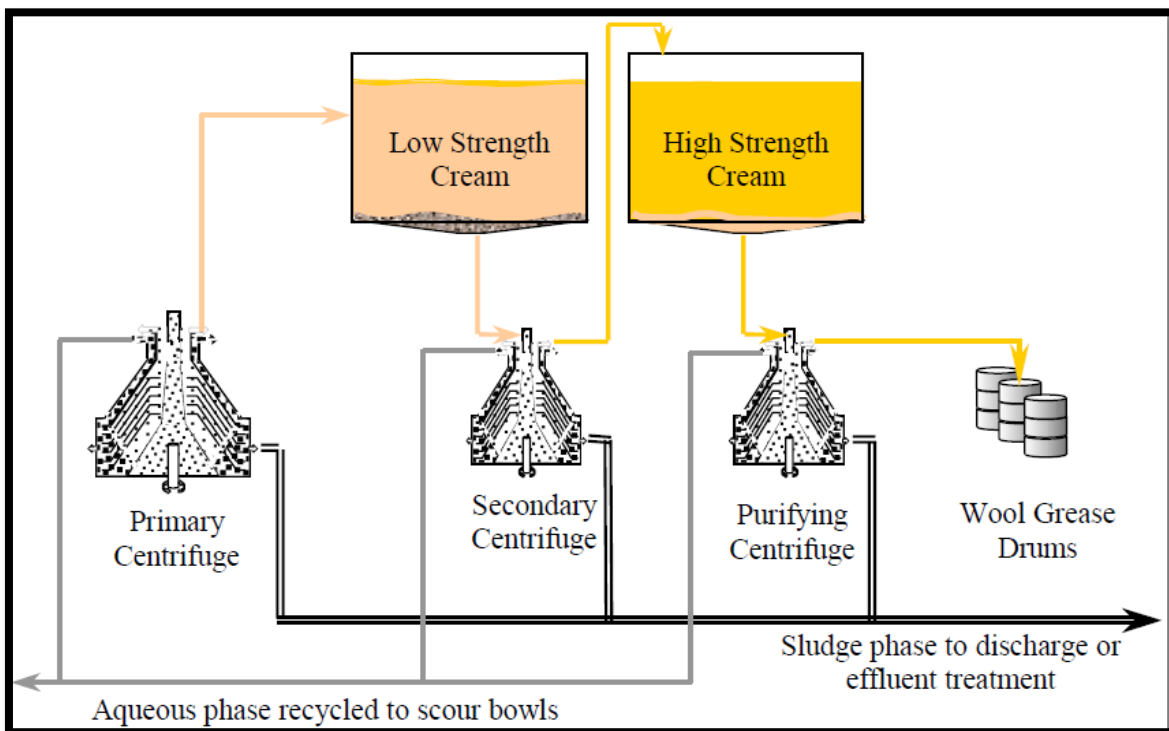 Low Strength
Cream
High Strength
Cream
Primary
Centrifuge
Secondary
Centrifuge
Purifying
Centrifuge
Wool Grease
Drums
Sludge phase to discharge or
effluent treatment
Aqueous phase recycled to scour bowls